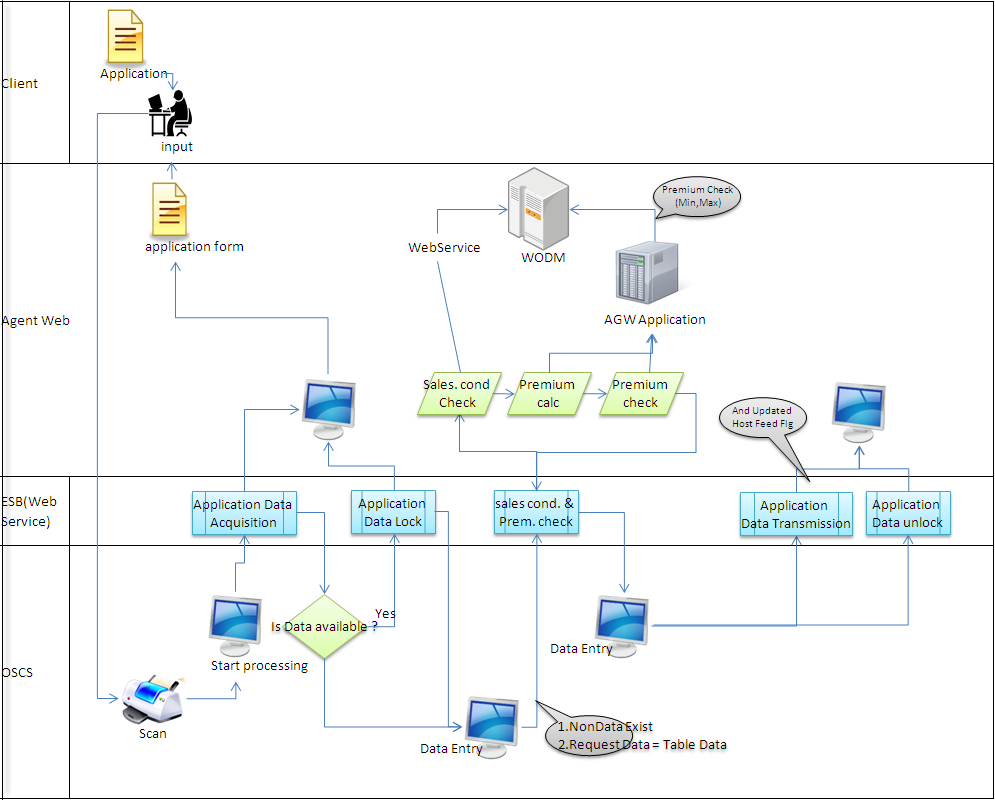 Client
Application
input
Agent Web
application form
WebService
WODM
Premium Check
(Min,Max)
AGW Application
Sales. cond
Check
Premium
calc
Premium
check
And Updated
Host Feed Flg
ESB(Web
Service)
Application Data
Acquisition
Application
Data Lock
sales cond. &
Prem. check
Application
Data Transmission
Application
Data unlock
OSCS
Start processing
Is Data available ?
Yes
Data Entry
Scan
Data Entry
1.NonData Exist
2.Request Data = Table Data